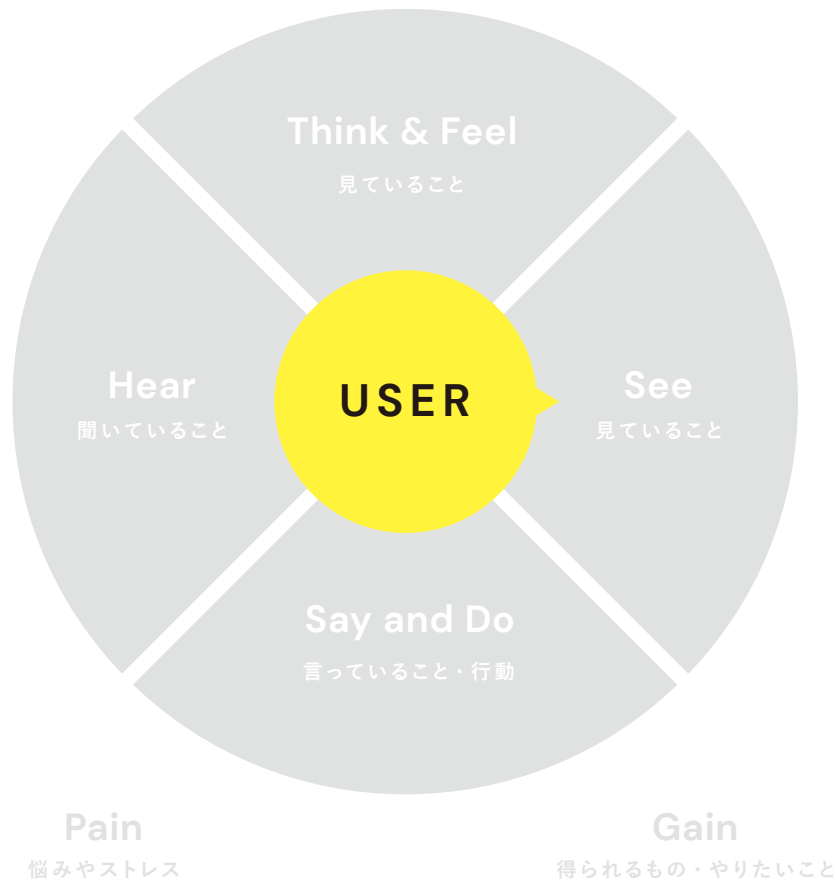 Think & Feel
見ていること
Hear
聞いていること
USER
See
見ていること
Say and Do
言っていること・行動
Pain
悩みやストレス
Gain
得られるもの・やりたいこと